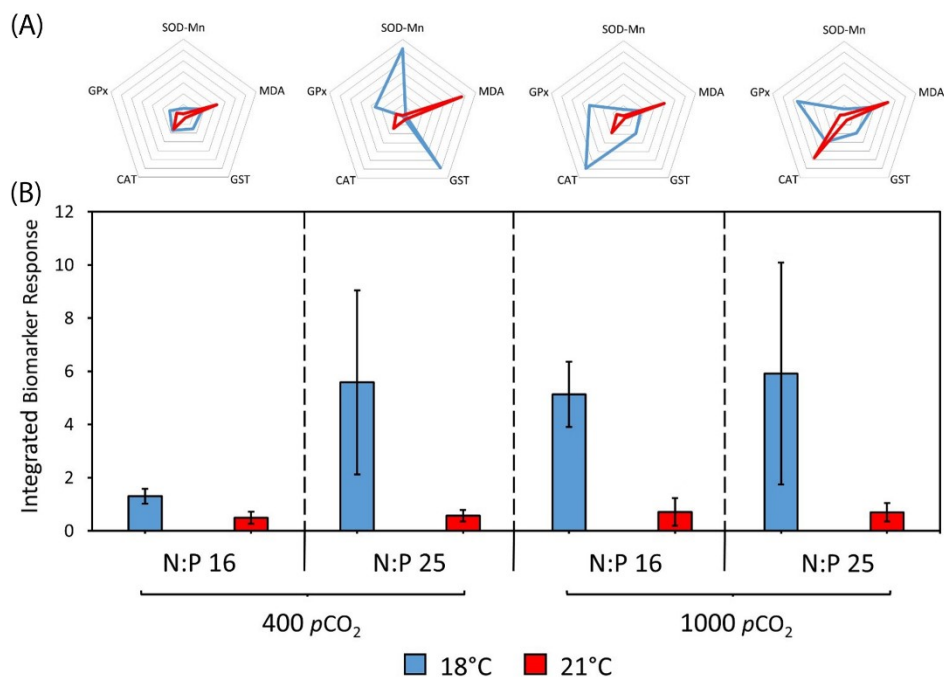 (A)
SOD-Mn
SOD-Mn
SOD-Mn
SOD-Mn
GPx
MDA
GPx
MDA
GPx
MDA
GPx
MDA
CAT
GST
CAT
GST
CAT
GST
CAT
GST
(B)
Integrated Biomarker Response
12
10
8
6
4
2
0
N:P 16
N:P 25
N:P 16
N:P 25
400 pCO₂
1000 pCO₂
18°C
21°C